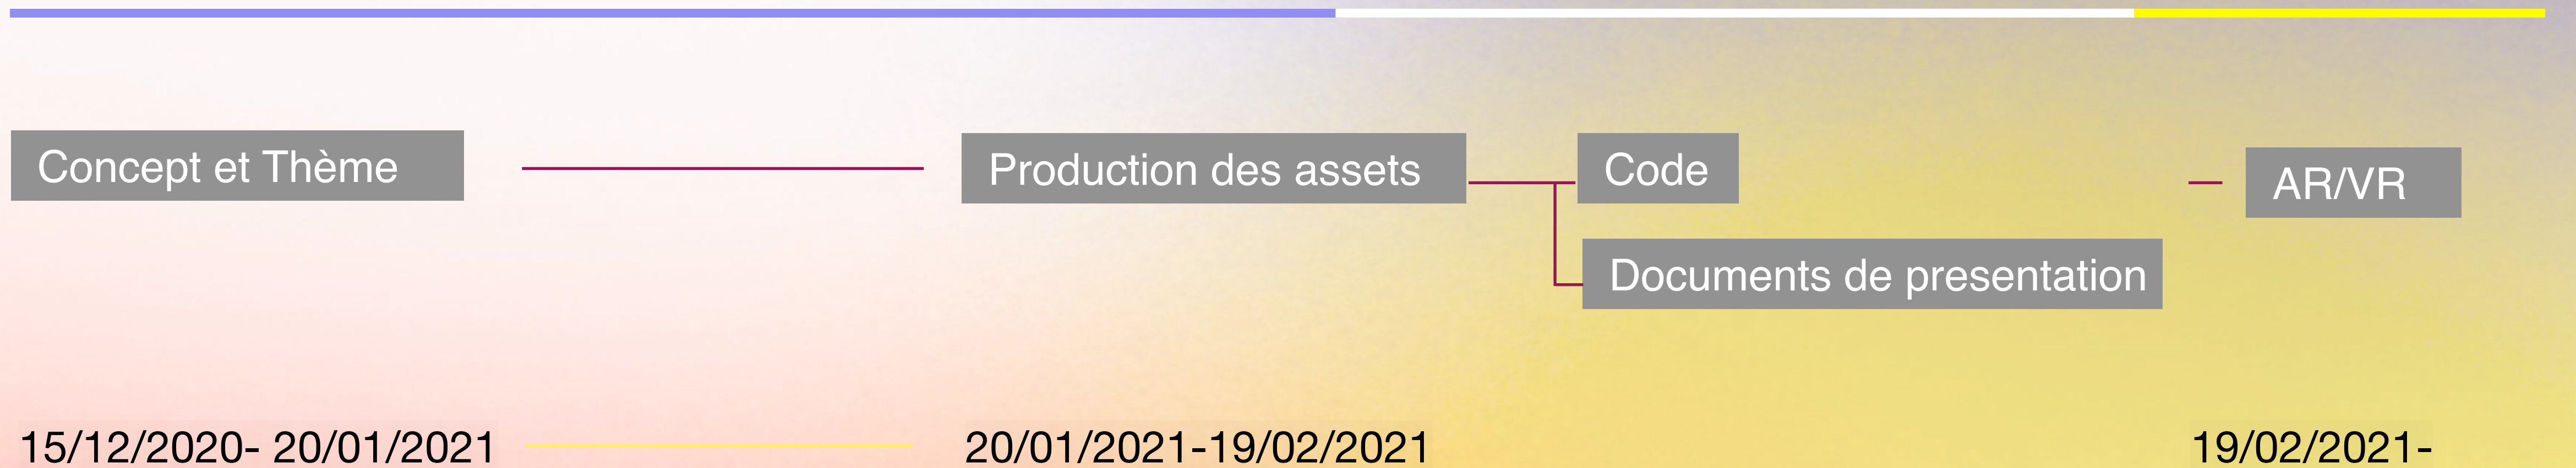 Concept et Thème
Production des assets
Code
AR/VR
Documents de presentation
15/12/2020- 20/01/2021
20/01/2021-19/02/2021
19/02/2021-